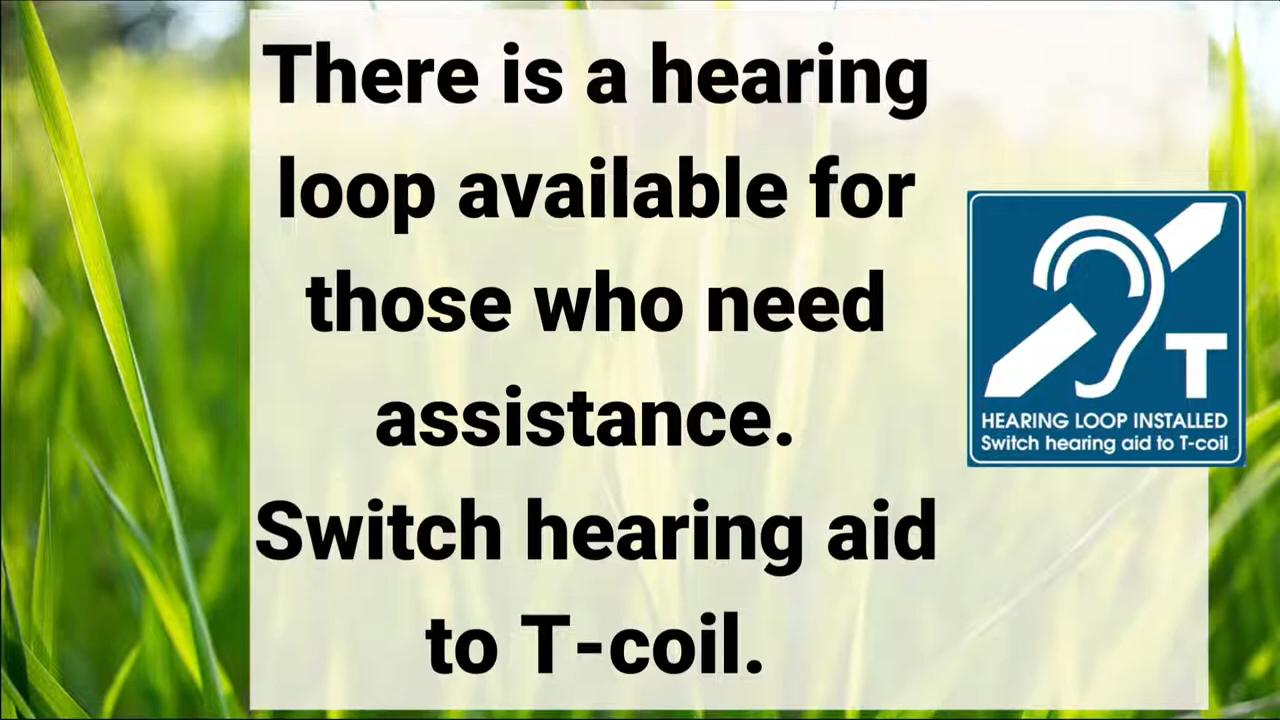 There is a hearing
loop available for
those who need
assistance.
Switch hearing aid
to T-coil.
T
HEARING LOOP INSTALLED
Switch hearing aid to T-coil